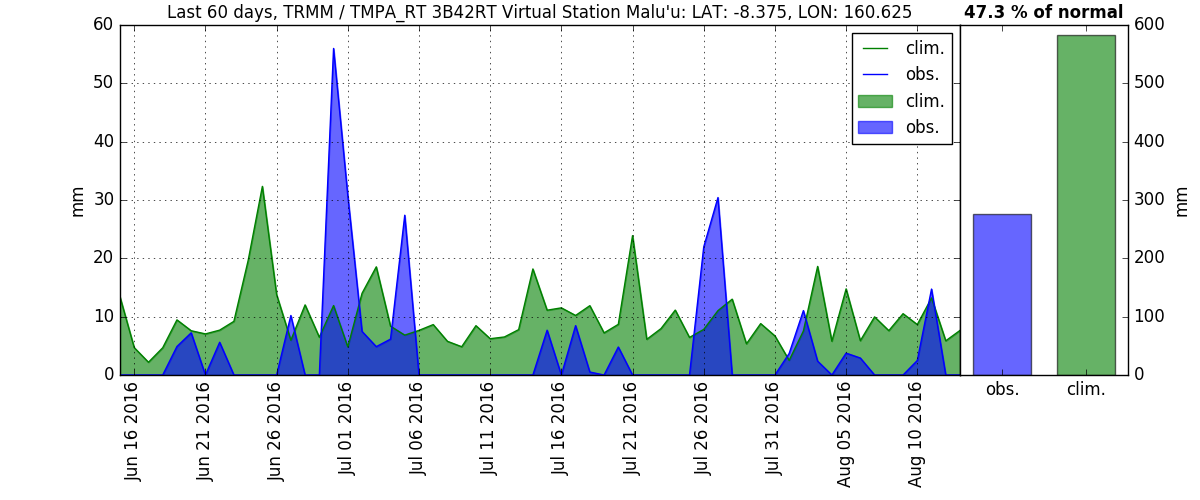 Last 60 days, TRMM / TMPA_RT 3B42RT Virtual Station Malu'u: LAT: -8.375, LON: 160.625
47.3 % of normal
60
50
40
30
20
10
0
mm
clim.
obs.
clim.
obs.
600
500
400
300
200
100
0
mm
Jun 16 2016
Jun 21 2016
Jun 26 2016
Jul 01 2016
Jul 06 2016
Jul 11 2016
Jul 16 2016
Jul 21 2016
Jul 26 2016
Jul 31 2016
Aug 05 2016
Aug 10 2016
obs.
clim.